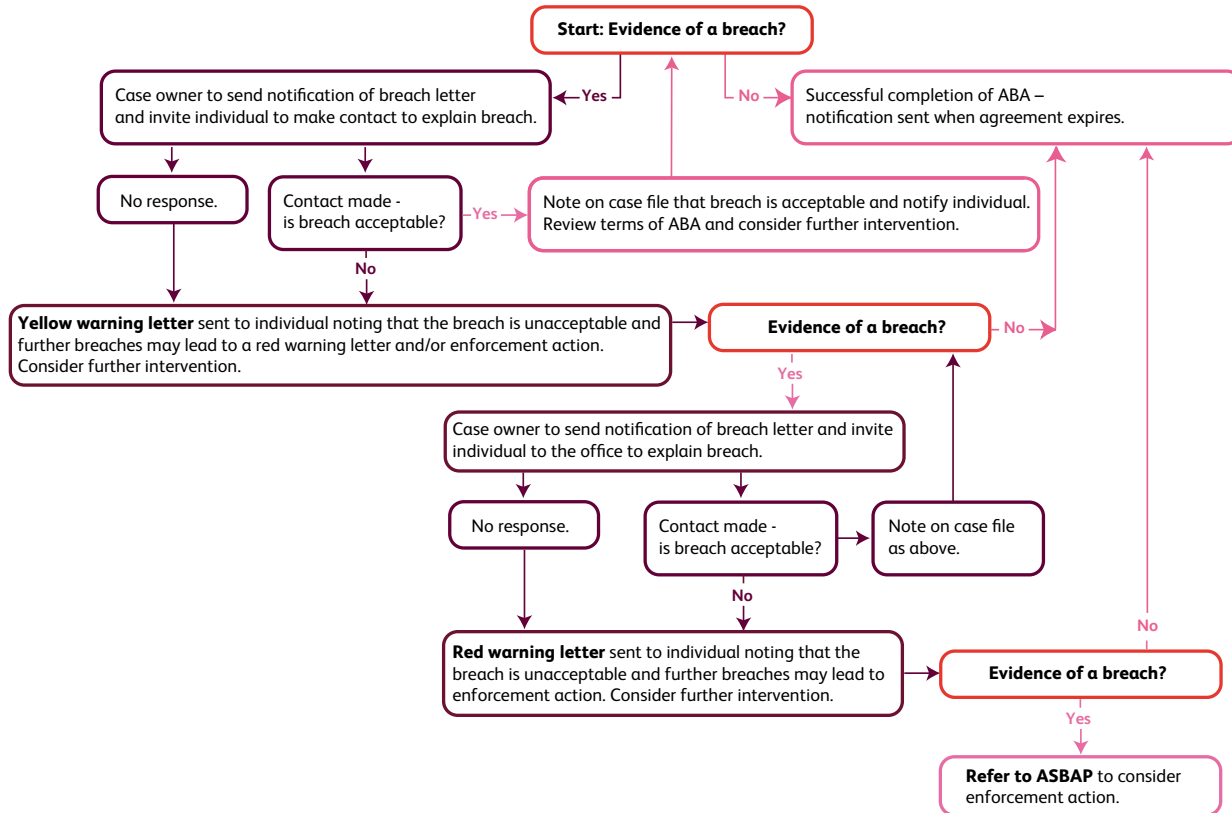 Start: Evidence of a breach?
Case owner to send notification of breach letter
and invite individual to make contact to explain breach.
Yes
No
Successful completion of ABA –
notification sent when agreement expires.
No response.
Contact made -
is breach acceptable?
Yes
Note on case file that breach is acceptable and notify individual.
Review terms of ABA and consider further intervention.
No
Yellow warning letter sent to individual noting that the breach is unacceptable and
further breaches may lead to a red warning letter and/or enforcement action.
Consider further intervention.
Evidence of a breach?
No
Yes
Case owner to send notification of breach letter and invite
individual to the office to explain breach.
No response.
Contact made -
is breach acceptable?
Note on case file
as above.
No
Red warning letter sent to individual noting that the
breach is unacceptable and further breaches may lead to
enforcement action. Consider further intervention.
No
Evidence of a breach?
Yes
Refer to ASBAP to consider
enforcement action.